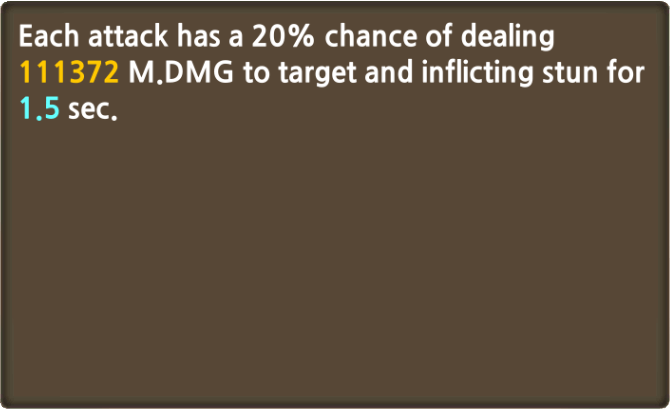 Each attack has a 20% chance of dealing
111372 M.DMG to target and inflicting stun for
1.5 sec.